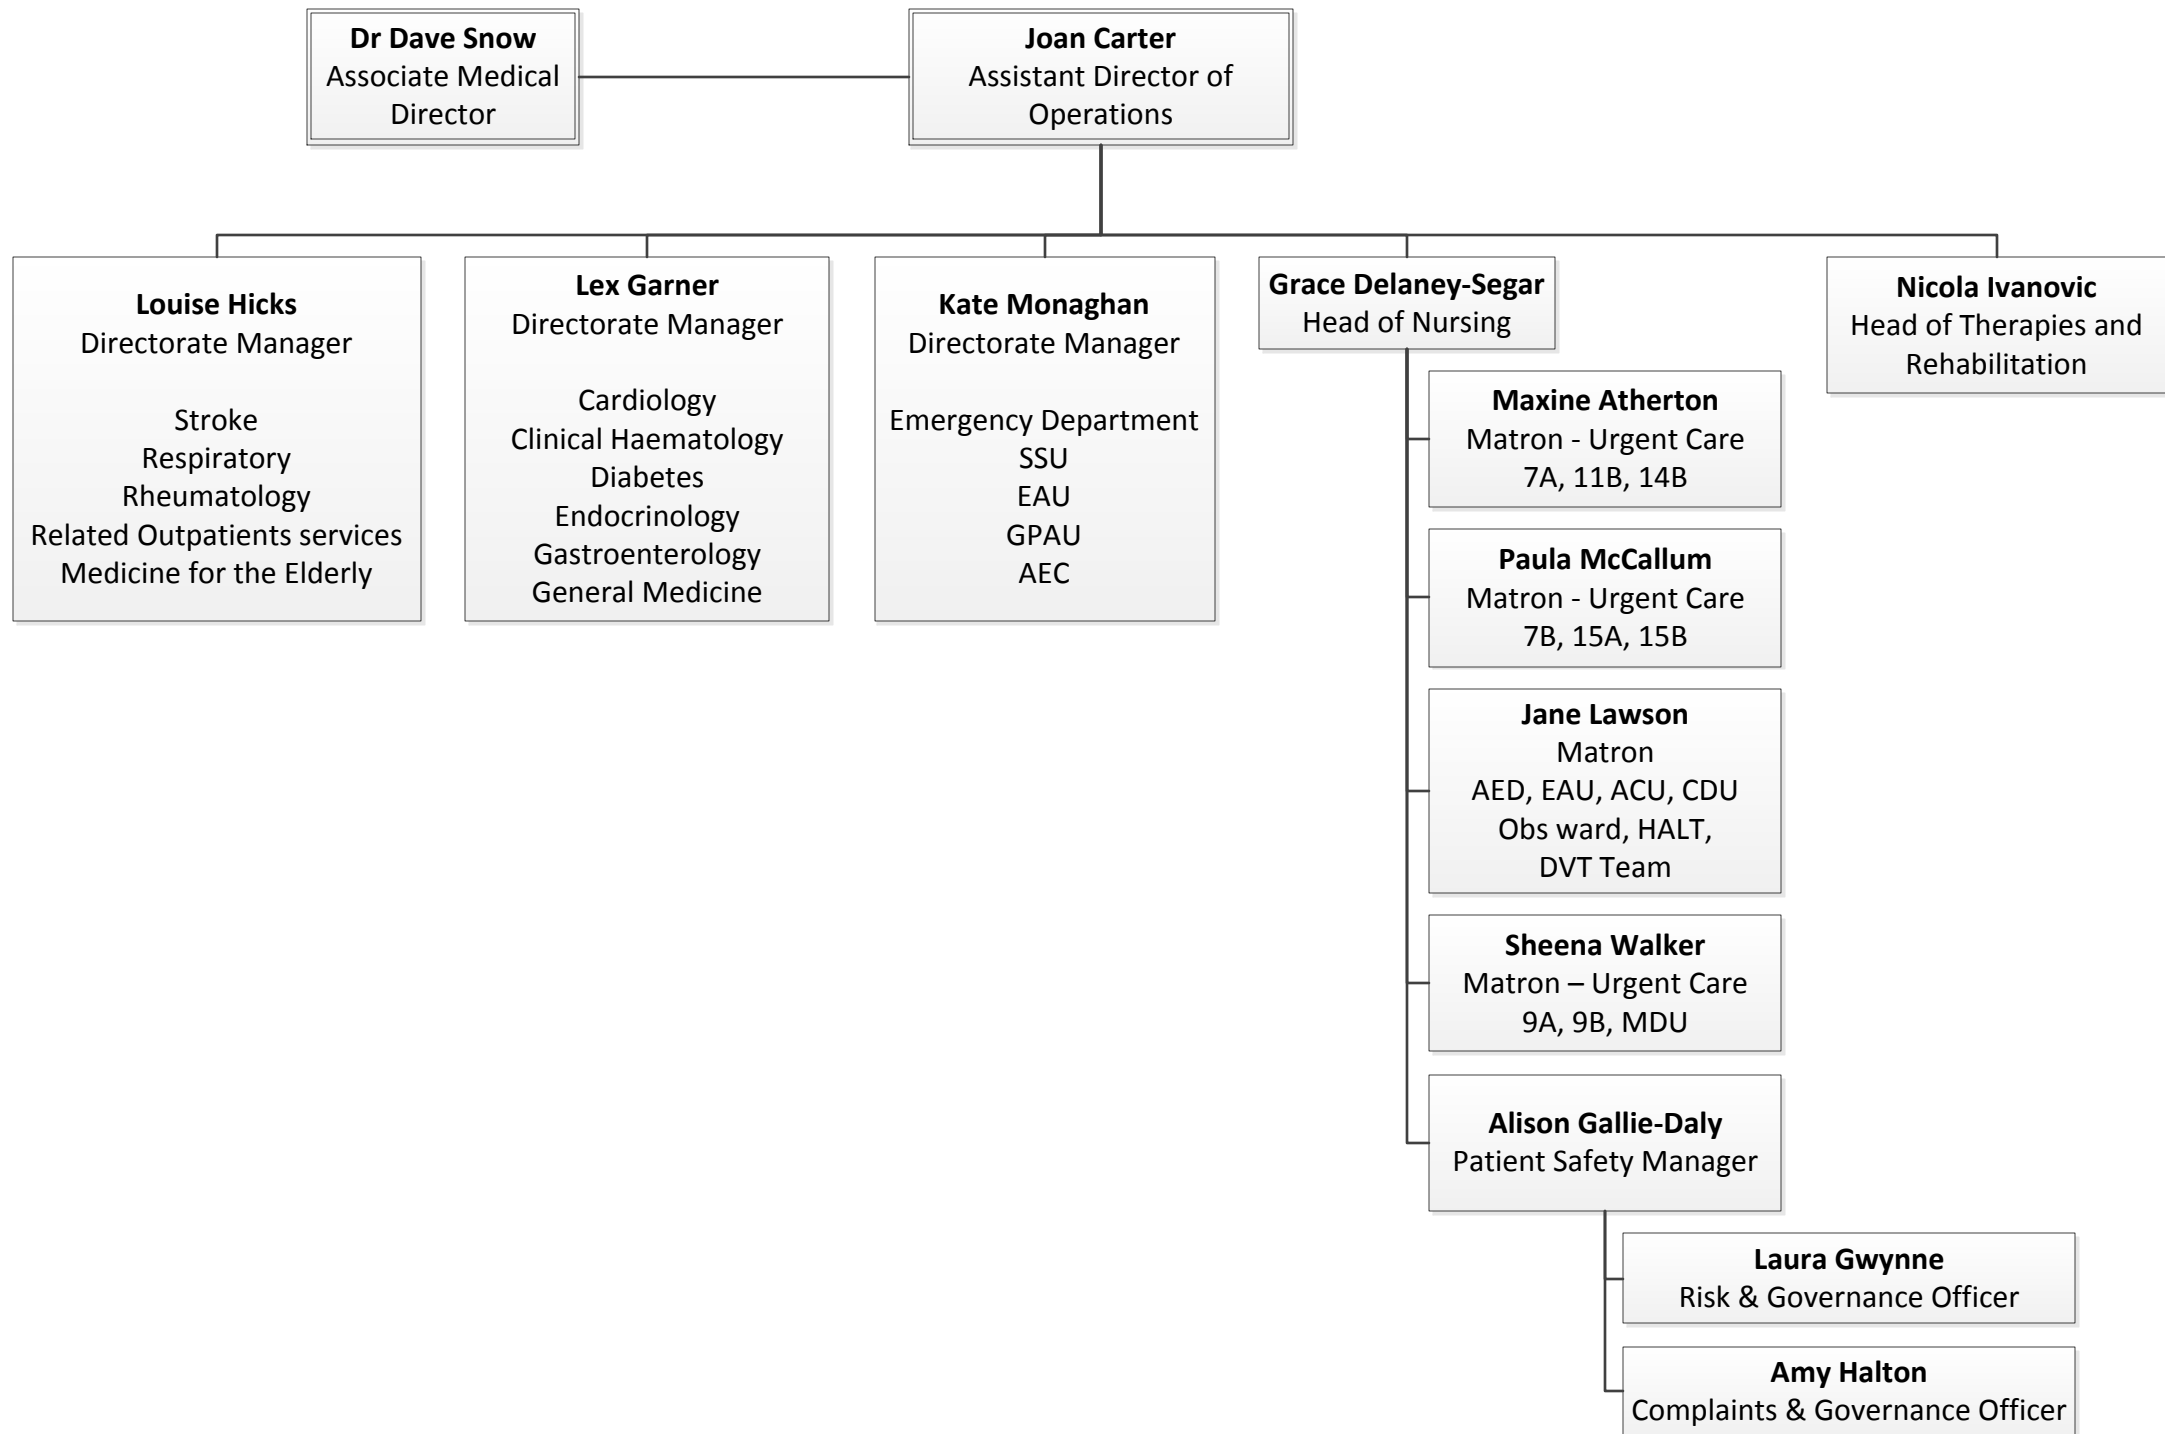 Dr Dave Snow
Associate Medical
Director
Joan Carter
Assistant Director of
Operations
Louise Hicks
Directorate Manager
Stroke
Respiratory
Rheumatology
Related Outpatients services
Medicine for the Elderly
Lex Garner
Directorate Manager
Cardiology
Clinical Haematology
Diabetes
Endocrinology
Gastroenterology
General Medicine
Kate Monaghan
Directorate Manager
Emergency Department
SSU
EAU
GPAU
AEC
Grace Delaney-Segar
Head of Nursing
Nicola Ivanovic
Head of Therapies and
Rehabilitation
Maxine Atherton
Matron - Urgent Care
7A, 11B, 14B
Paula McCallum
Matron - Urgent Care
7B, 15A, 15B
Jane Lawson
Matron
AED, EAU, ACU, CDU
Obs ward, HALT,
DVT Team
Sheena Walker
Matron – Urgent Care
9A, 9B, MDU
Alison Gallie-Daly
Patient Safety Manager
Laura Gwynne
Risk & Governance Officer
Amy Halton
Complaints & Governance Officer